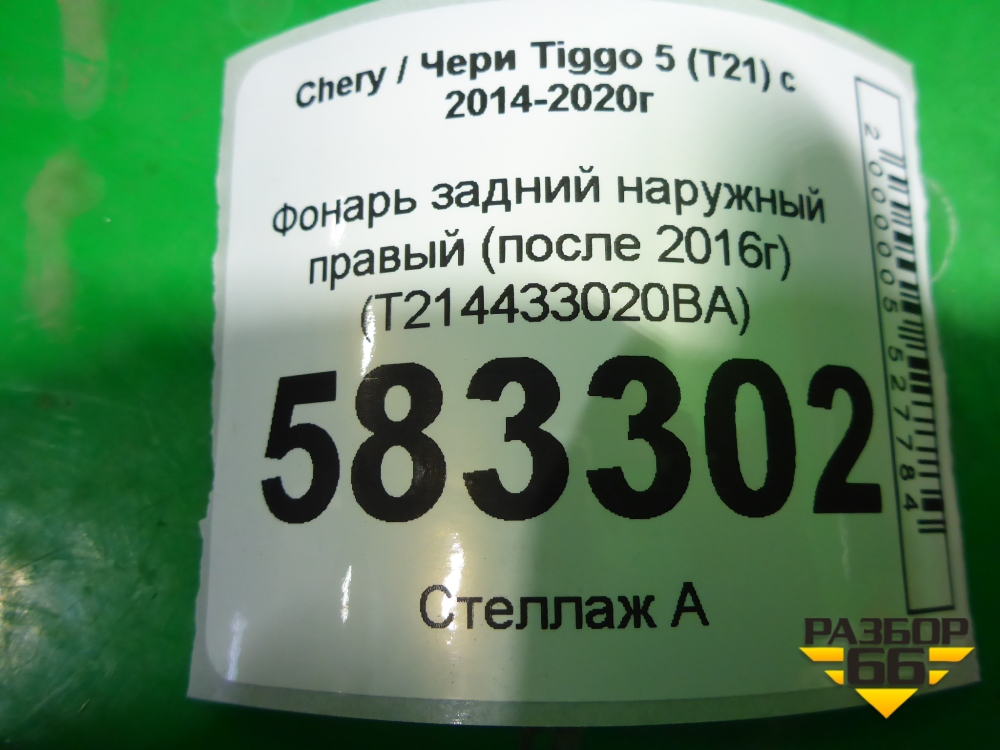 Chery / Чери Tiggo 5 (T21) с
2014-2020г
Фонарь задний наружный
правый (после 2016г)
(T214433020BA)
583302
Стеллаж А
2000005527784
РАЗБОР
66